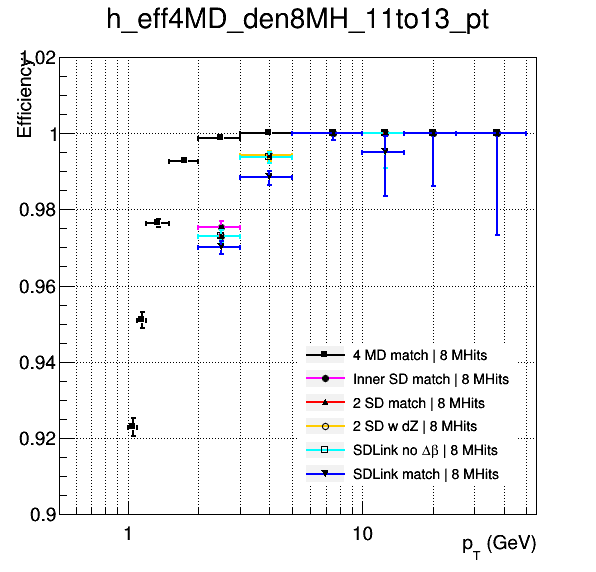 h_eff4MD_den8MH_11to13_pt
Efficiency
1.02
1
0.98
0.96
0.94
0.92
0.9
4 MD match | 8 MHits
Inner SD match | 8 MHits
2 SD match | 8 MHits
2 SD w dZ | 8 MHits
SDLink no Δβ | 8 MHits
SDLink match | 8 MHits
1
10
p_T (GeV)